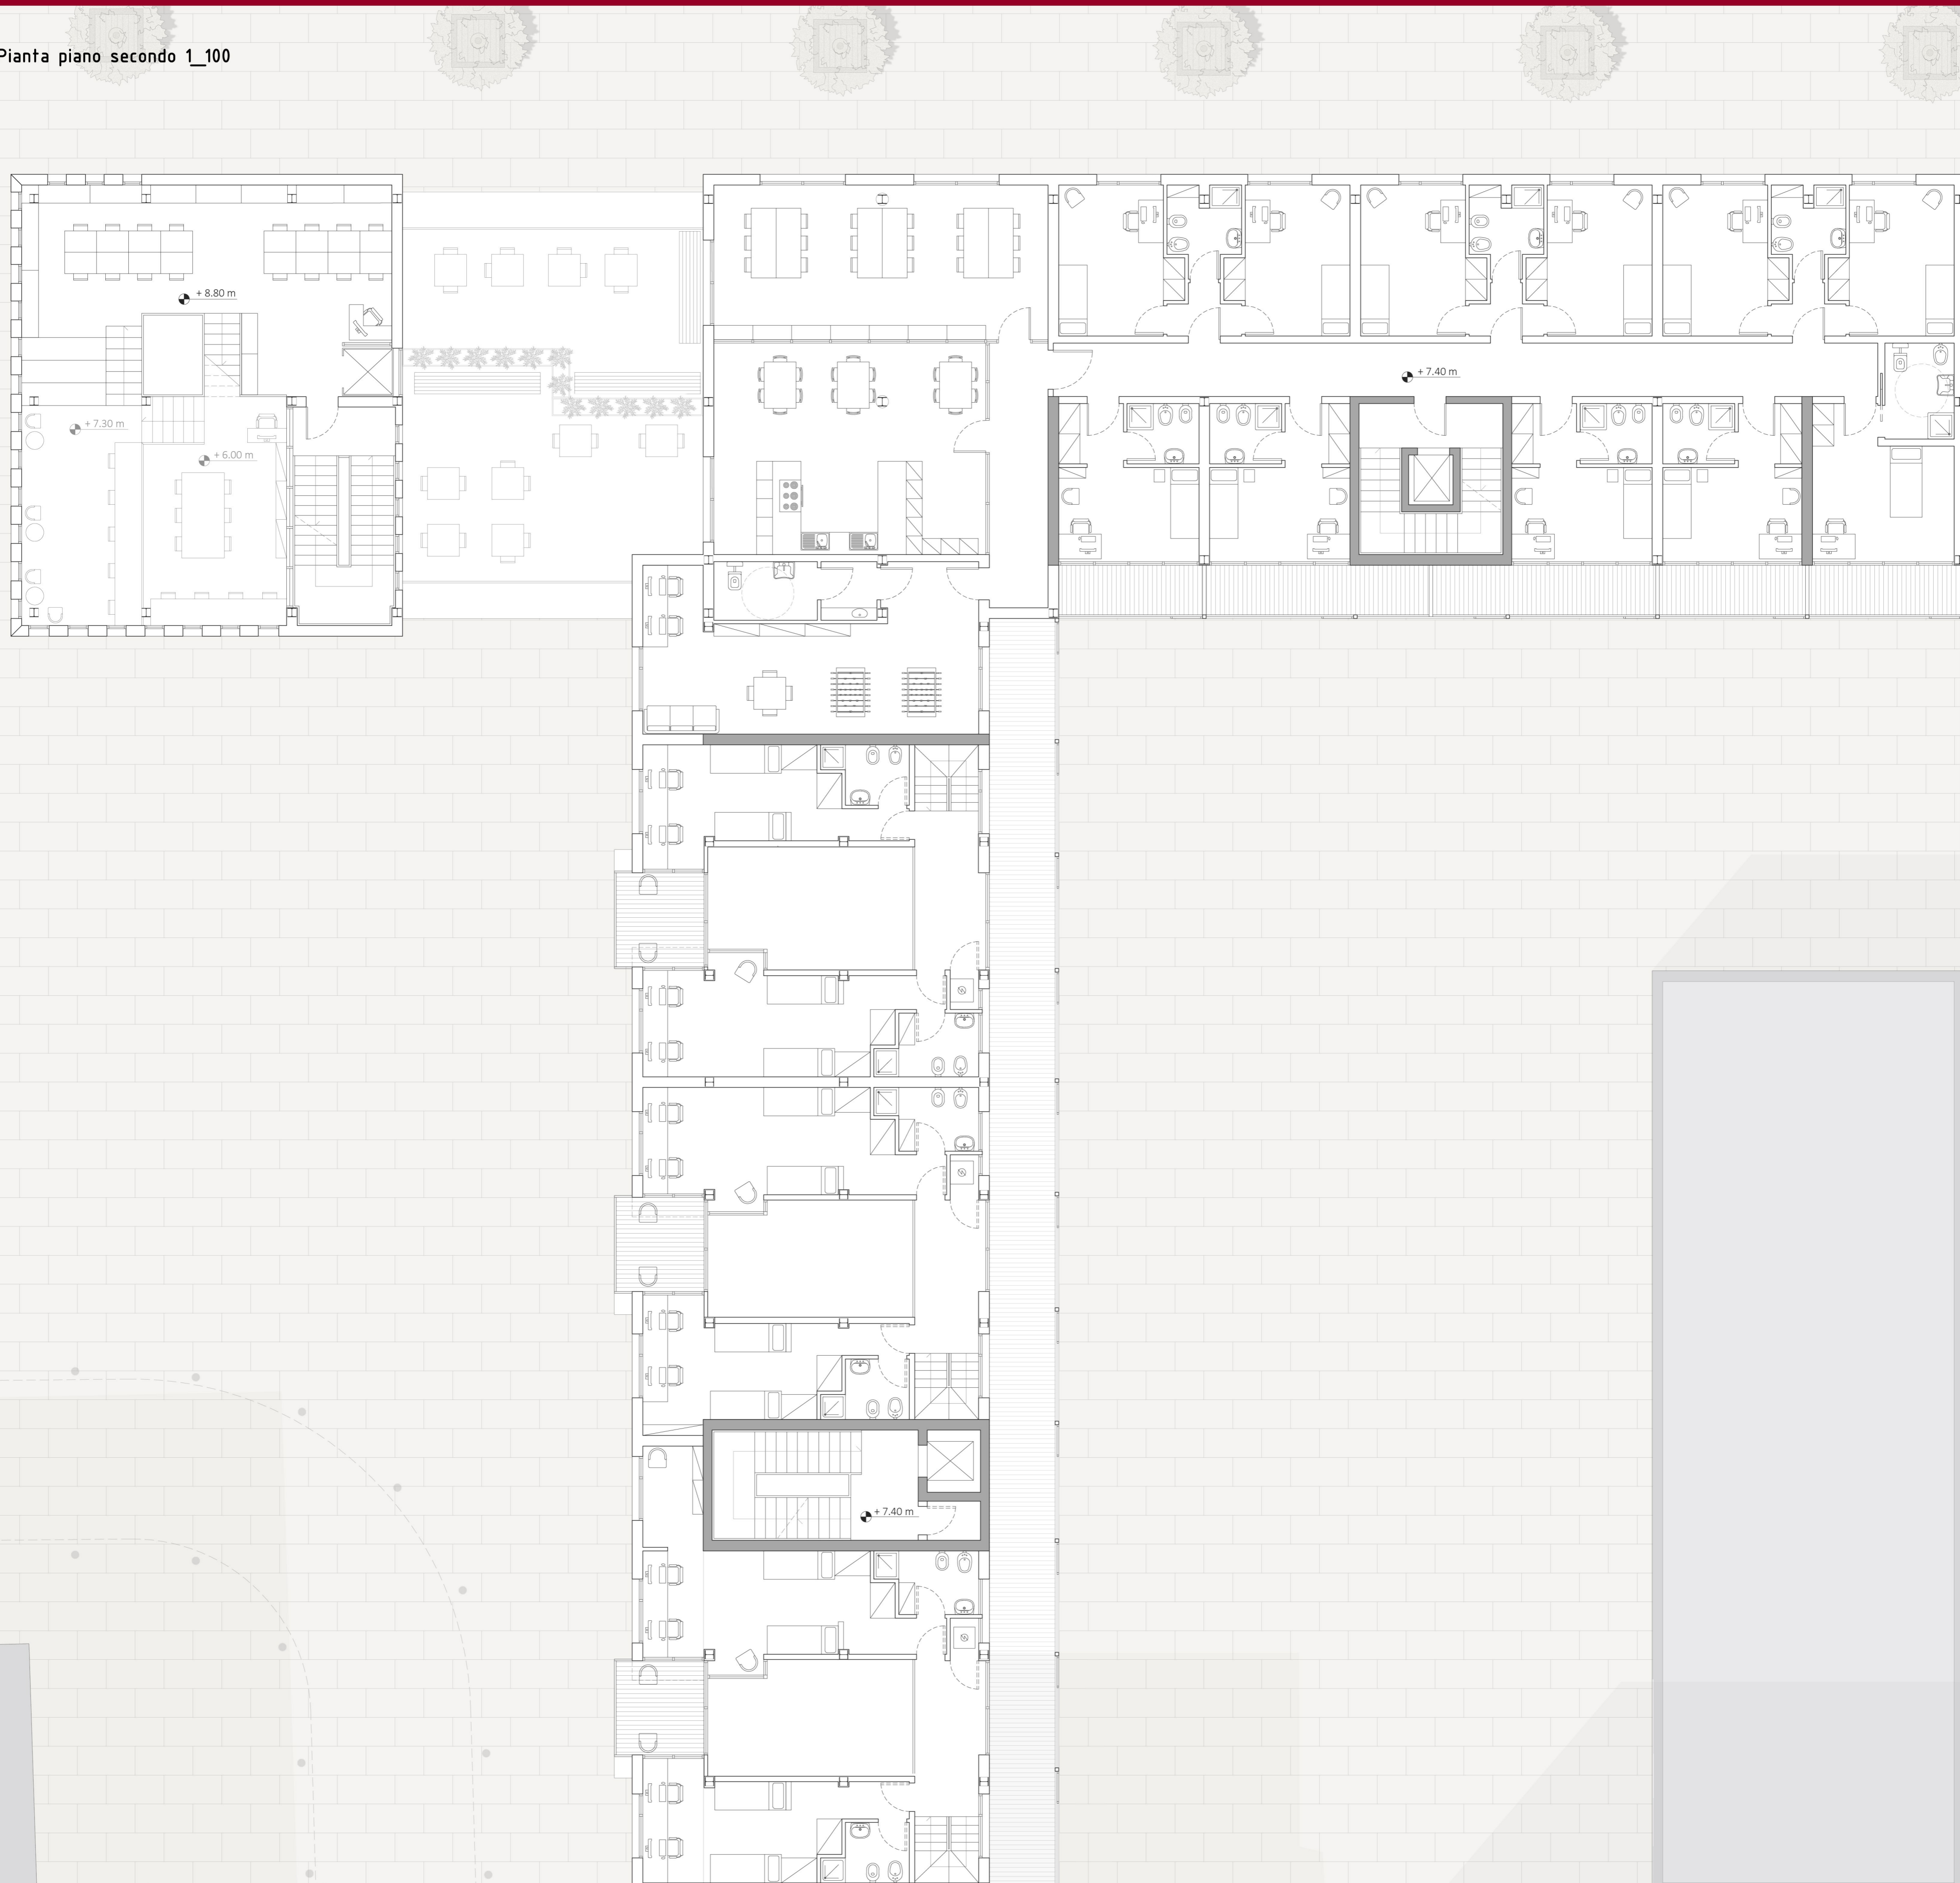 Pianta piano secondo 1_100
+ 8.80 m
+ 7.40 m
+ 7.30 m
+ 6.00 m
+ 7.40 m